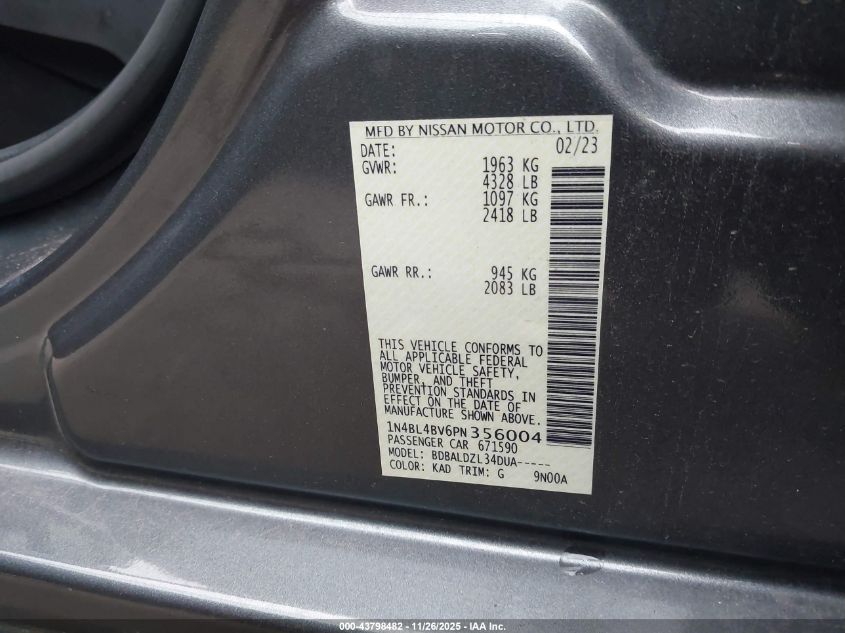 MFD BY NISSAN MOTOR CO., LTD.
DATE: 02/23
GVWR: 1963 KG
4328 LB
GAWR FR.: 1097 KG
2418 LB
GAWR RR.: 945 KG
2083 LB
THIS VEHICLE CONFORMS TO
ALL APPLICABLE FEDERAL
MOTOR VEHICLE SAFETY,
BUMPER, AND THEFT
PREVENTION STANDARDS IN
EFFECT ON THE DATE OF
MANUFACTURE SHOWN ABOVE.
1N4BL4BV6PN356004
PASSENGER CAR 671590
MODEL: BDBALDZL34DUA-----
COLOR: KAD TRIM: G 9N00A
000-43798482 - 11/26/2025 - IAA Inc.